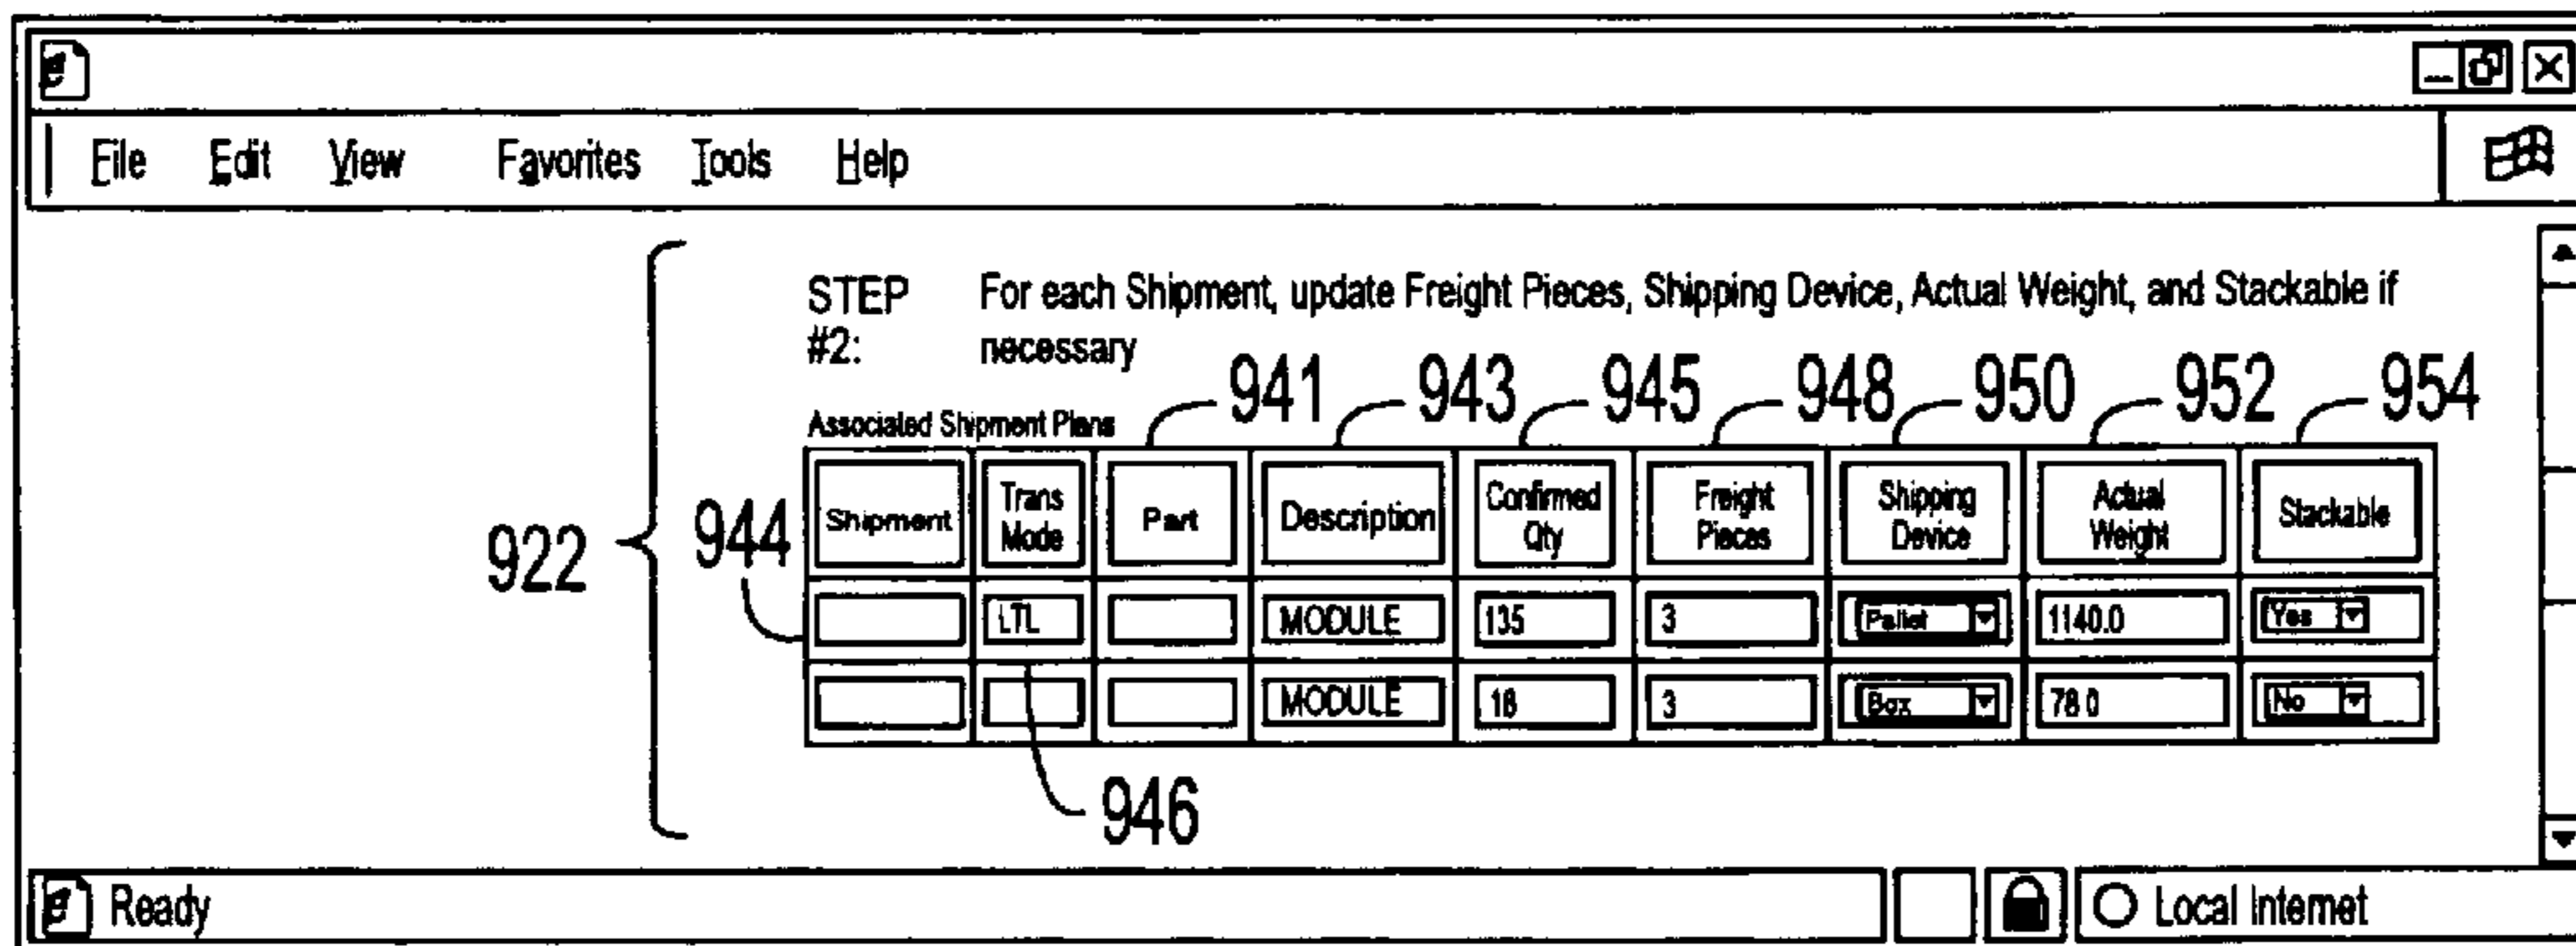 File Edit View Favorites Tools Help
STEP #2: For each Shipment, update Freight Pieces, Shipping Device, Actual Weight, and Stackable if
necessary
941 943 945 948 950 952 954
Associated Shipment Plans
922
944
Shipment Trans Mode Part Description Confirmed Qty Freight Pieces Shipping Device Actual Weight Stackable
LTL MODULE 135 3 Pallet 1140.0 Yes
MODULE 18 3 Box 78.0 No
946
Ready Local Internet